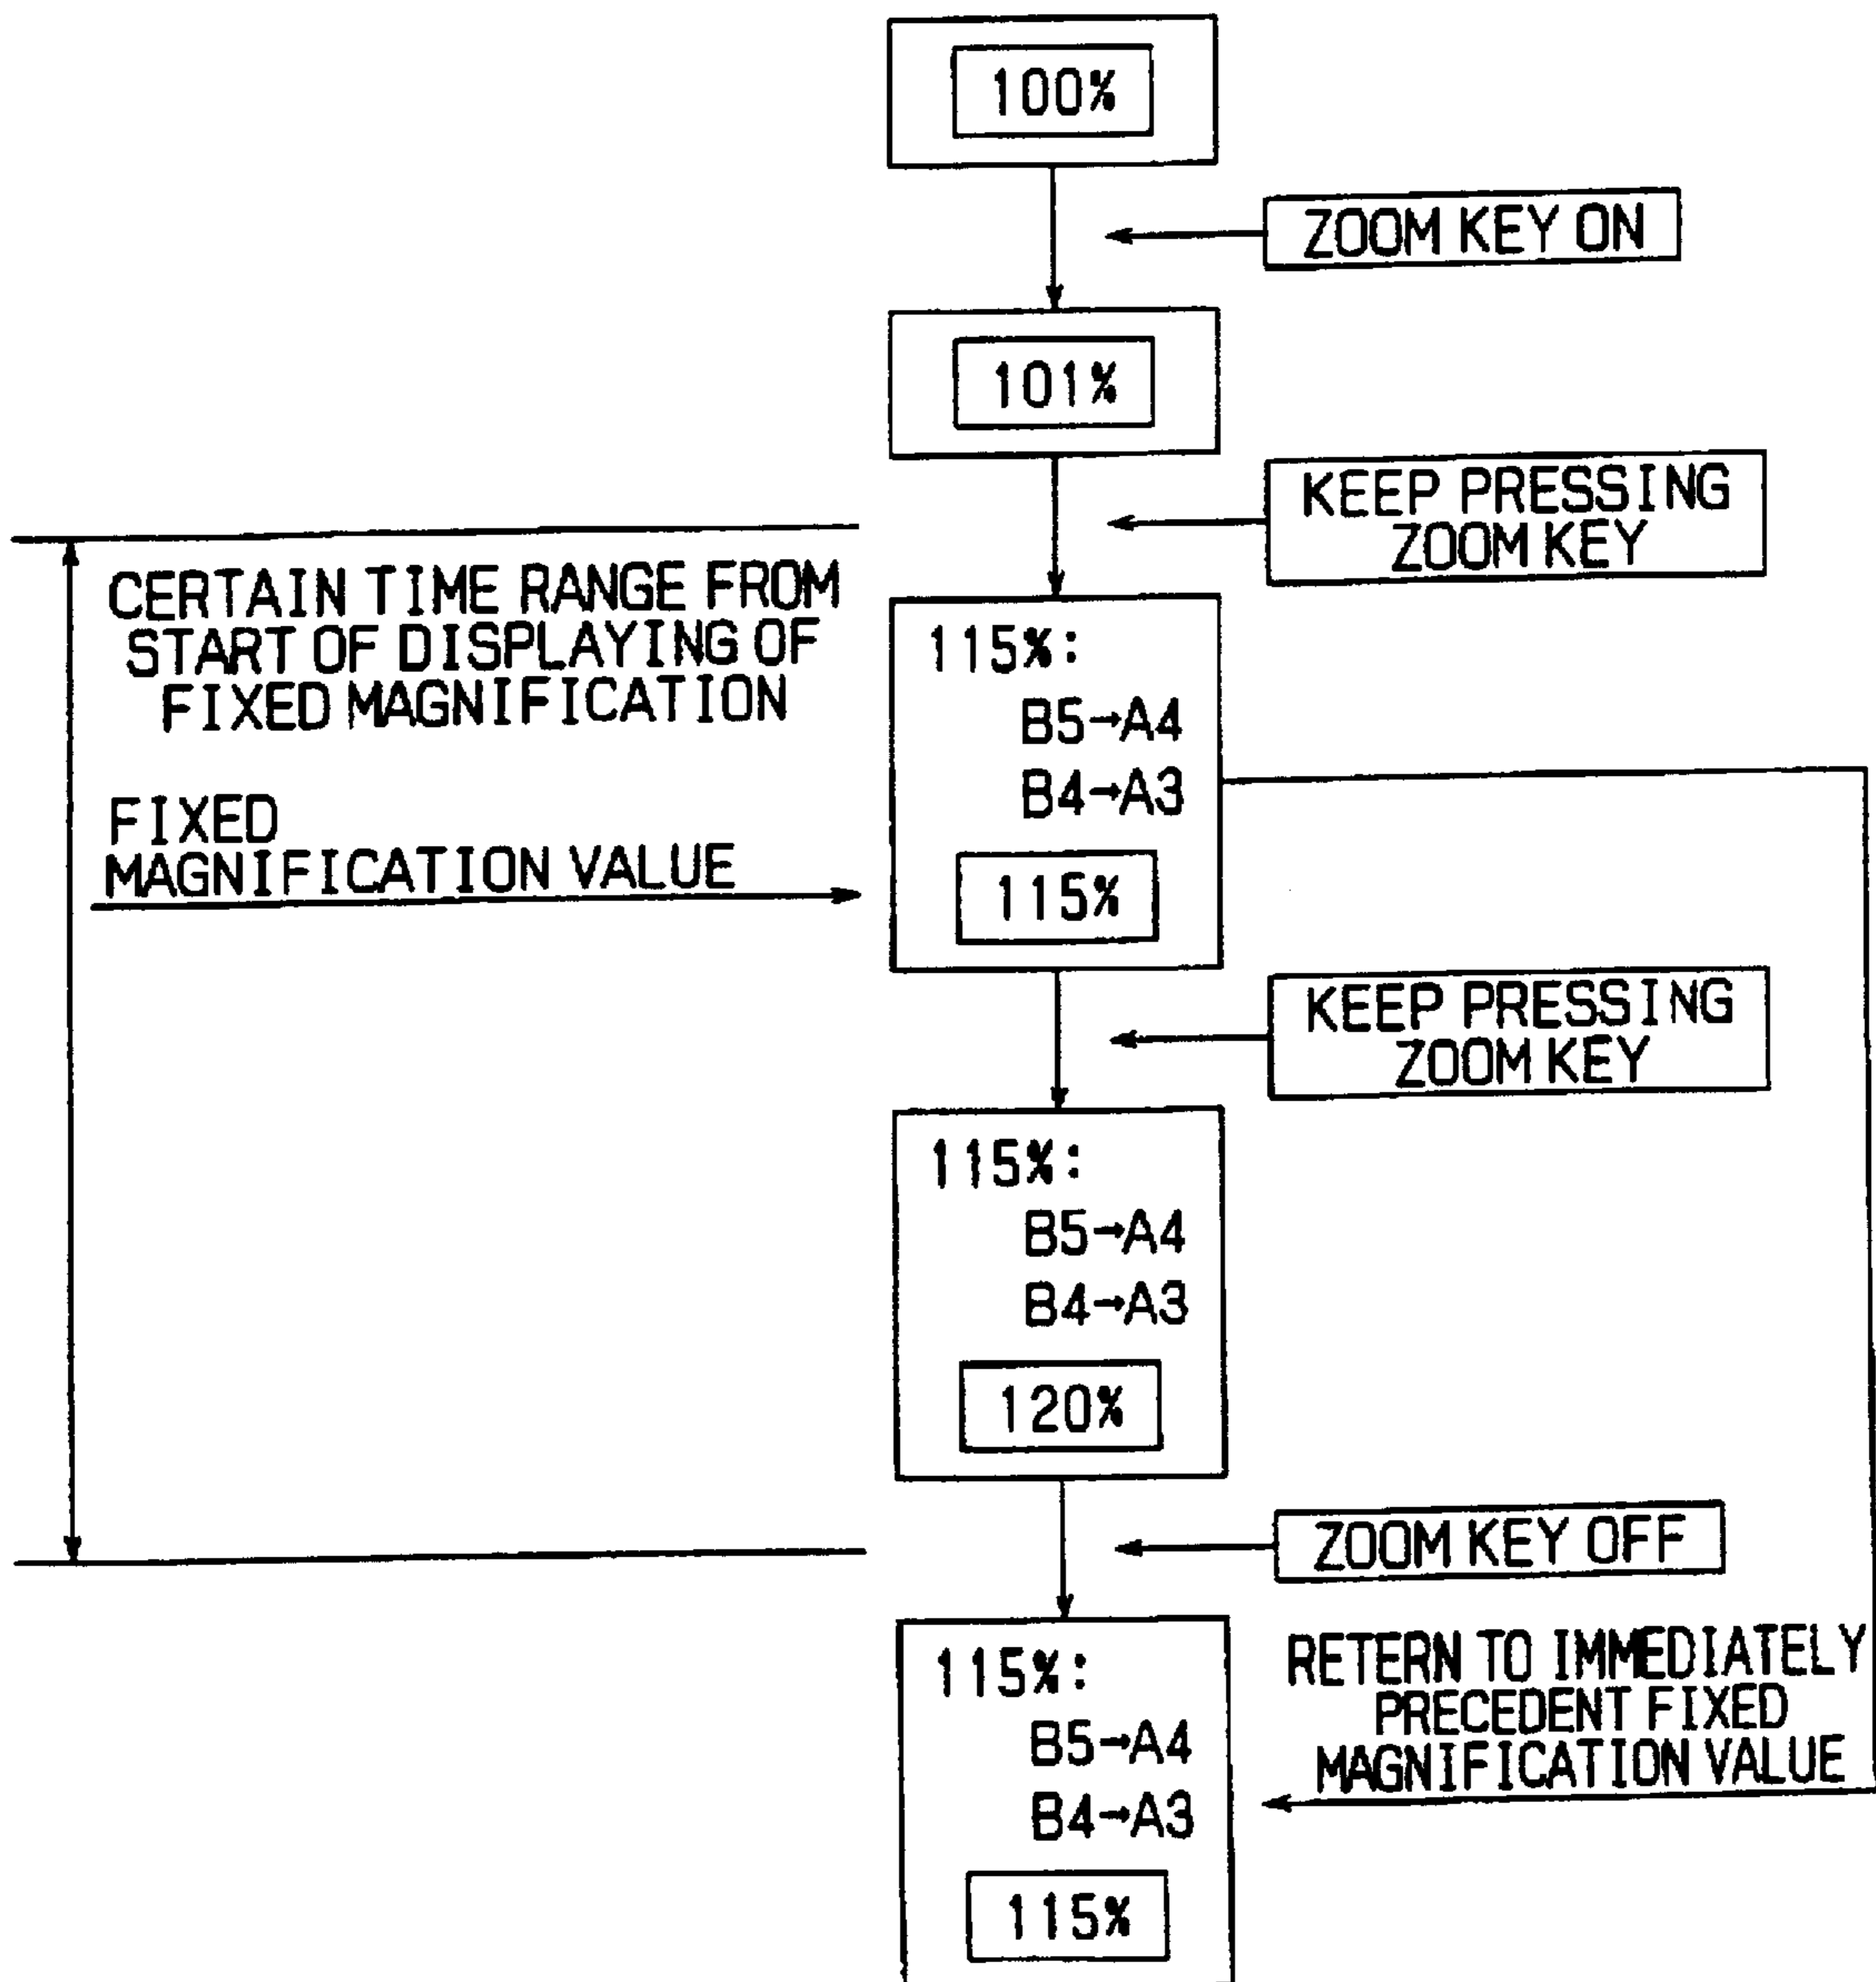 100%
ZOOM KEY ON
101%
KEEP PRESSING
ZOOM KEY
CERTAIN TIME RANGE FROM
START OF DISPLAYING OF
FIXED MAGNIFICATION
115%:
B5→A4
B4→A3
FIXED
MAGNIFICATION VALUE
115%
KEEP PRESSING
ZOOM KEY
115%:
B5→A4
B4→A3
120%
ZOOM KEY OFF
115%:
B5→A4
B4→A3
115%
RETERN TO IMMEDIATELY
PRECEDENT FIXED
MAGNIFICATION VALUE